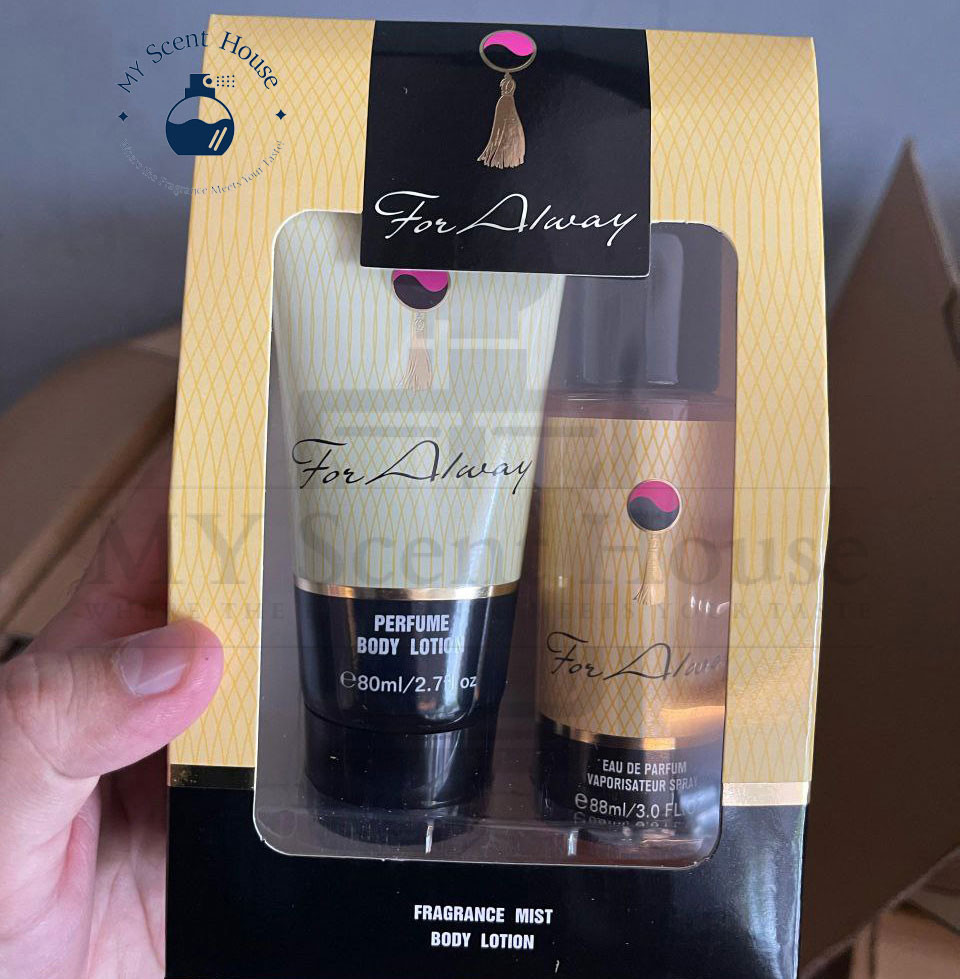 MY Scent House
Where the Fragrance Meets Your Taste!
For Alway
For Alway
PERFUME
BODY LOTION
℮80ml/2.7fl oz
For Alway
EAU DE PARFUM
VAPORISATEUR SPRAY
℮88ml/3.0 FL
MY Scent House
FRAGRANCE MIST
BODY LOTION